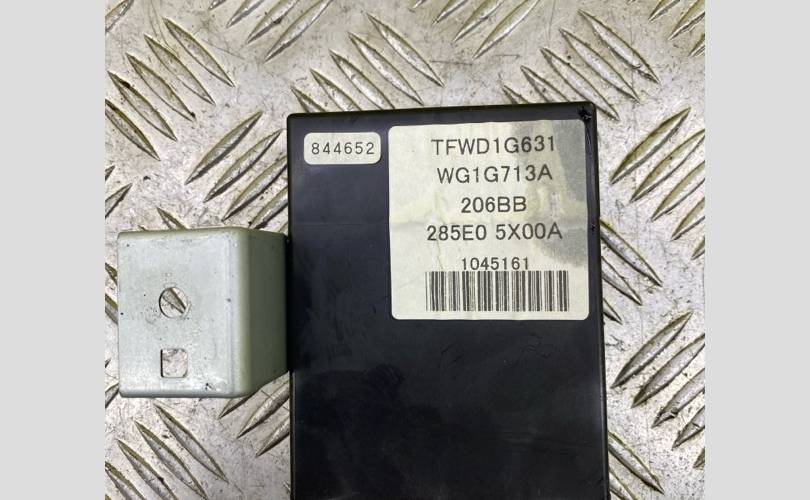 844652
TFWD1G631
WG1G713A
206BB
285E0 5X00A
1045161